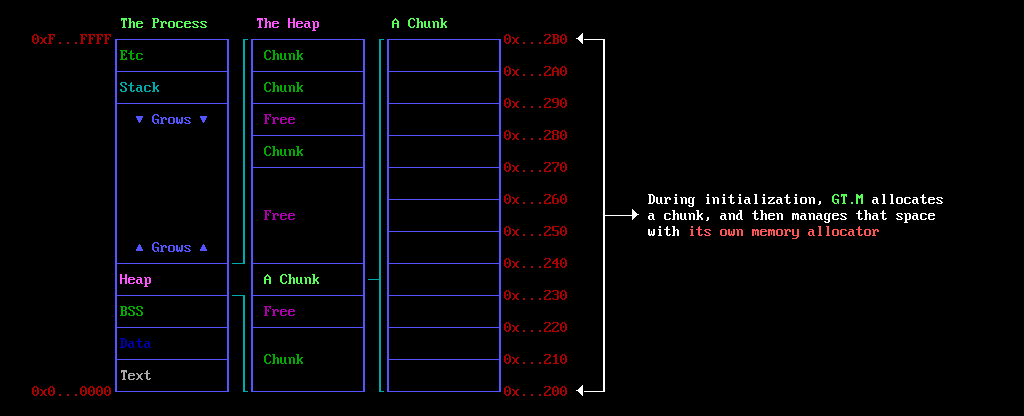 The Process The Heap A Chunk
0xF...FFFF 0x...2B0
Etc Chunk
0x...2A0
Stack Chunk
0x...290
▼ Grows ▼ Free
0x...280
Chunk
0x...270
0x...260
During initialization, GT.M allocates
Free a chunk, and then manages that space
0x...250
with its own memory allocator
▲ Grows ▲
0x...240
Heap A Chunk
0x...230
BSS Free
0x...220
Data
Chunk
0x...210
Text
0x0...0000 0x...200